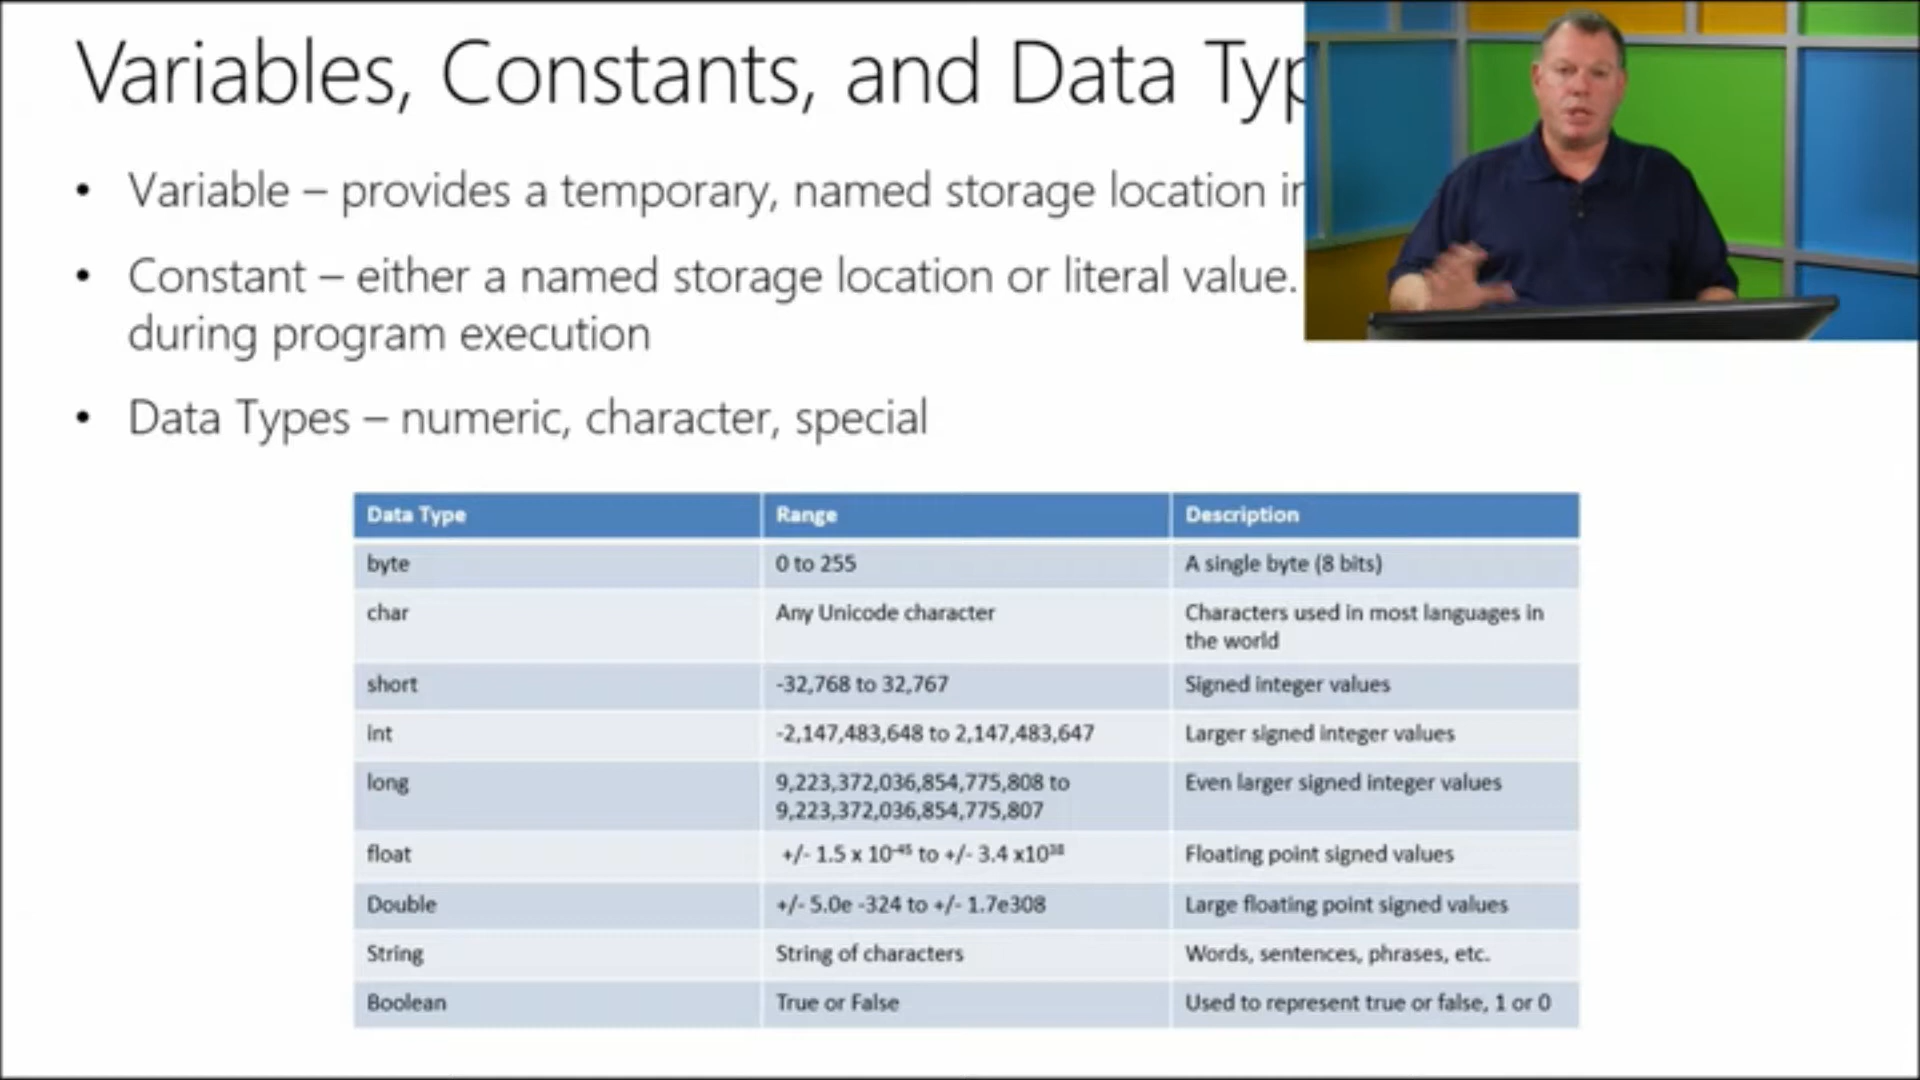 Variables, Constants, and Data Typ
• Variable – provides a temporary, named storage location in
• Constant – either a named storage location or literal value.
during program execution
• Data Types – numeric, character, special
Data Type Range Description
byte 0 to 255 A single byte (8 bits)
char Any Unicode character Characters used in most languages in
the world
short -32,768 to 32,767 Signed integer values
int -2,147,483,648 to 2,147,483,647 Larger signed integer values
long 9,223,372,036,854,775,808 to Even larger signed integer values
9,223,372,036,854,775,807
float +/- 1.5 x 10⁻⁴⁵ to +/- 3.4 x10³⁸ Floating point signed values
Double +/- 5.0e -324 to +/- 1.7e308 Large floating point signed values
String String of characters Words, sentences, phrases, etc.
Boolean True or False Used to represent true or false, 1 or 0